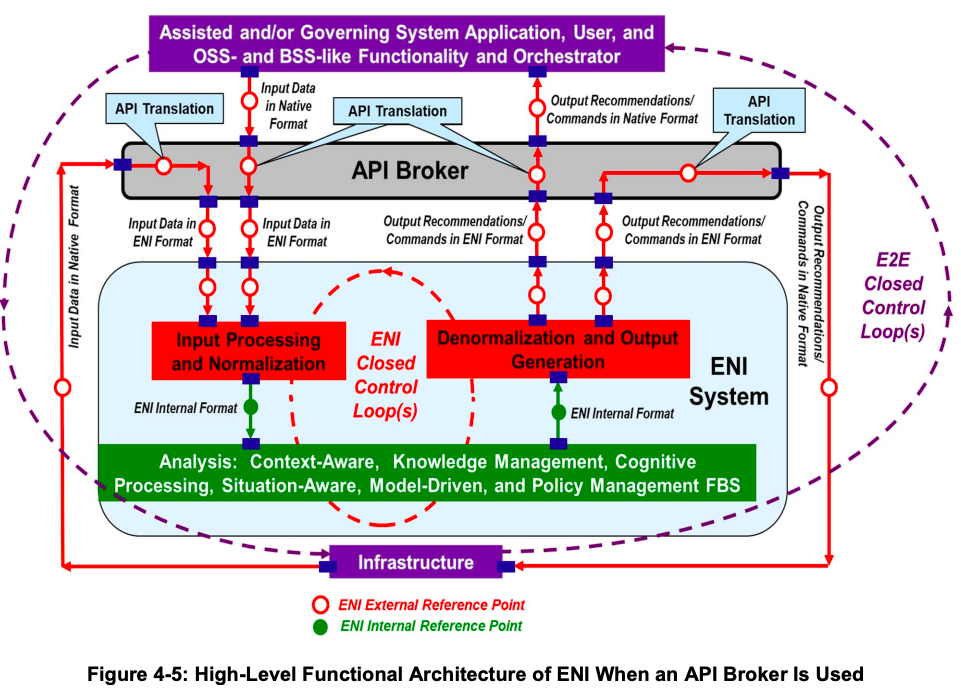 Assisted and/or Governing System Application, User, and
OSS- and BSS-like Functionality and Orchestrator
API Translation
Input Data
in Native
Format
API Translation
Output Recommendations/
Commands in Native Format
API
Translation
API Broker
Input Data in
ENI Format
Input Data in
ENI Format
Output Recommendations/
Commands in ENI Format
Output Recommendations/
Commands in ENI Format
Input Data in Native Format
Output Recommendations/
Commands in Native Format
E2E
Closed
Control
Loop(s)
Input Processing
and Normalization
ENI
Closed
Control
Loop(s)
Denormalization and Output
Generation
ENI
System
ENI Internal Format
ENI Internal Format
Analysis: Context-Aware, Knowledge Management, Cognitive
Processing, Situation-Aware, Model-Driven, and Policy Management FBS
Infrastructure
ENI External Reference Point
ENI Internal Reference Point
Figure 4-5: High-Level Functional Architecture of ENI When an API Broker Is Used